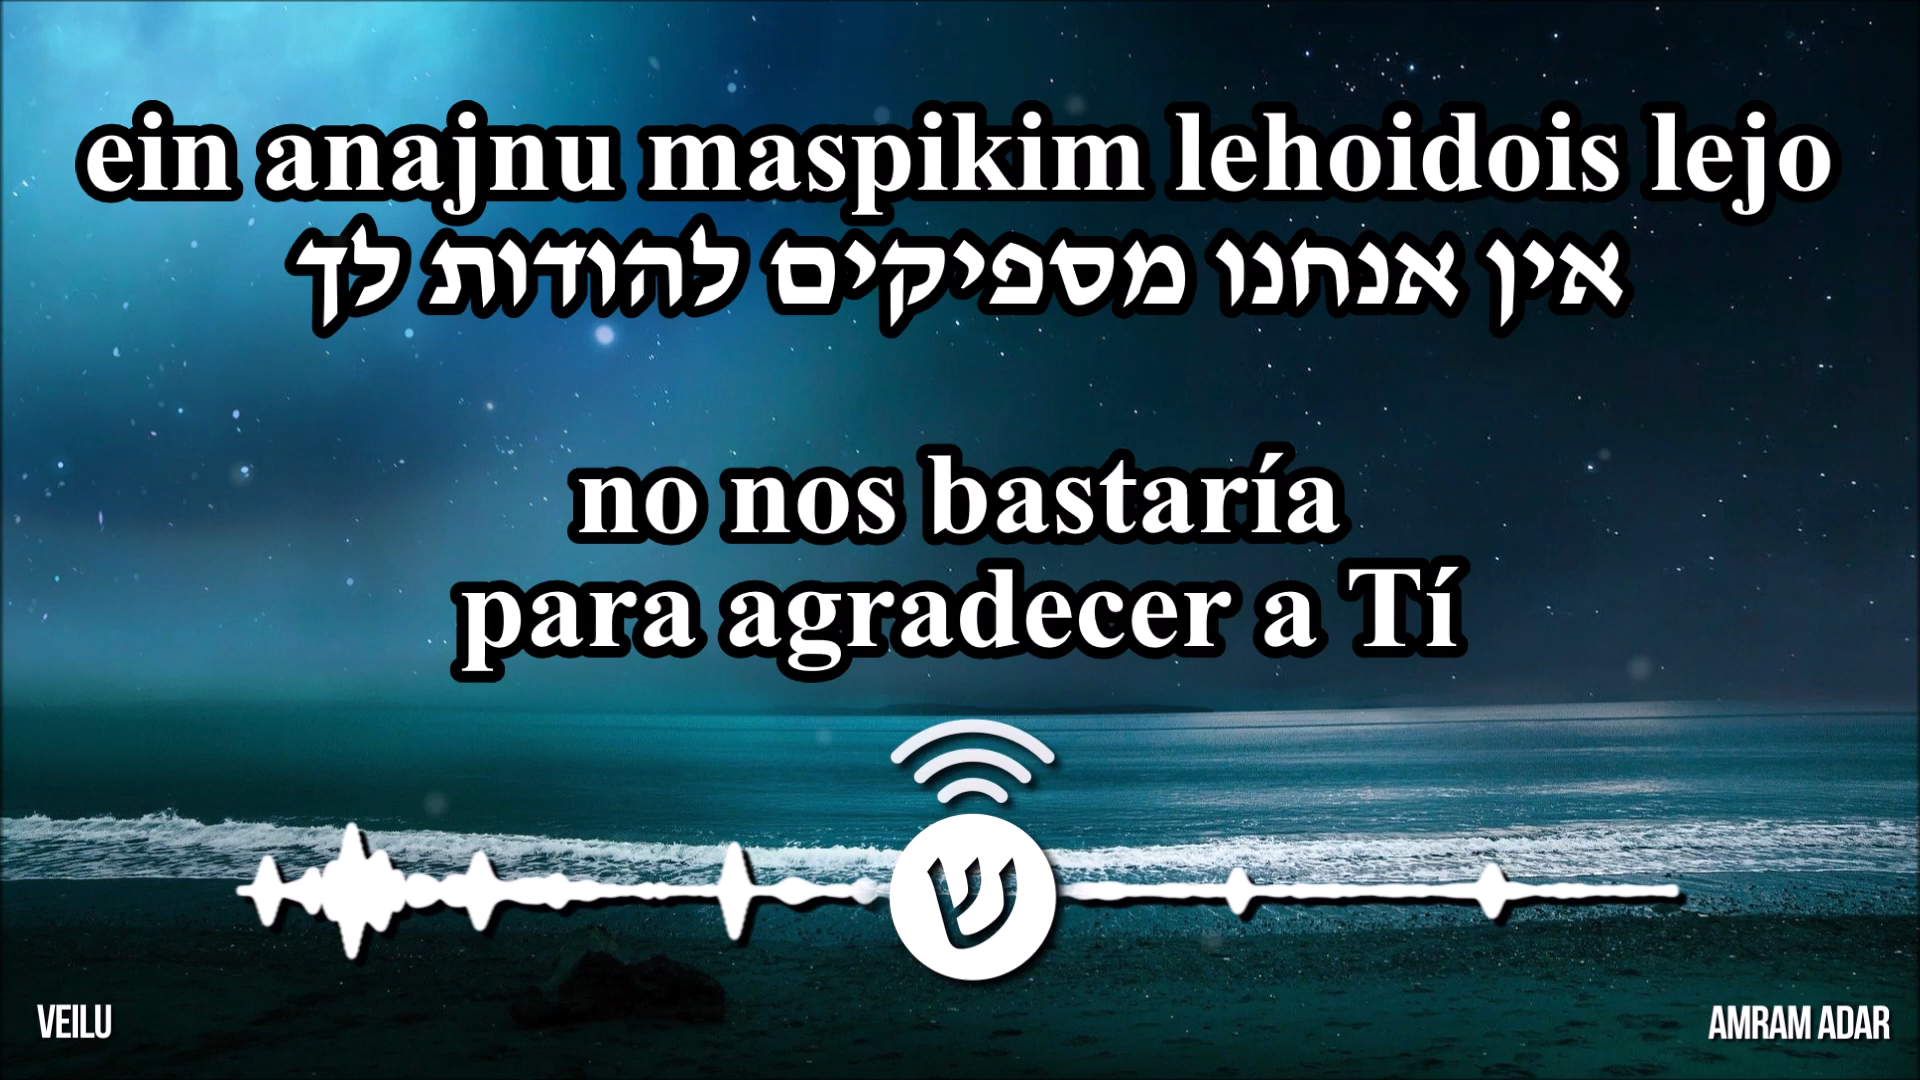 ein anajnu maspikim lehoidois lejo
אין אנחנו מספיקים להודות לך
no nos bastaría
para agradecer a Tí
ש
VEILU
AMRAM ADAR